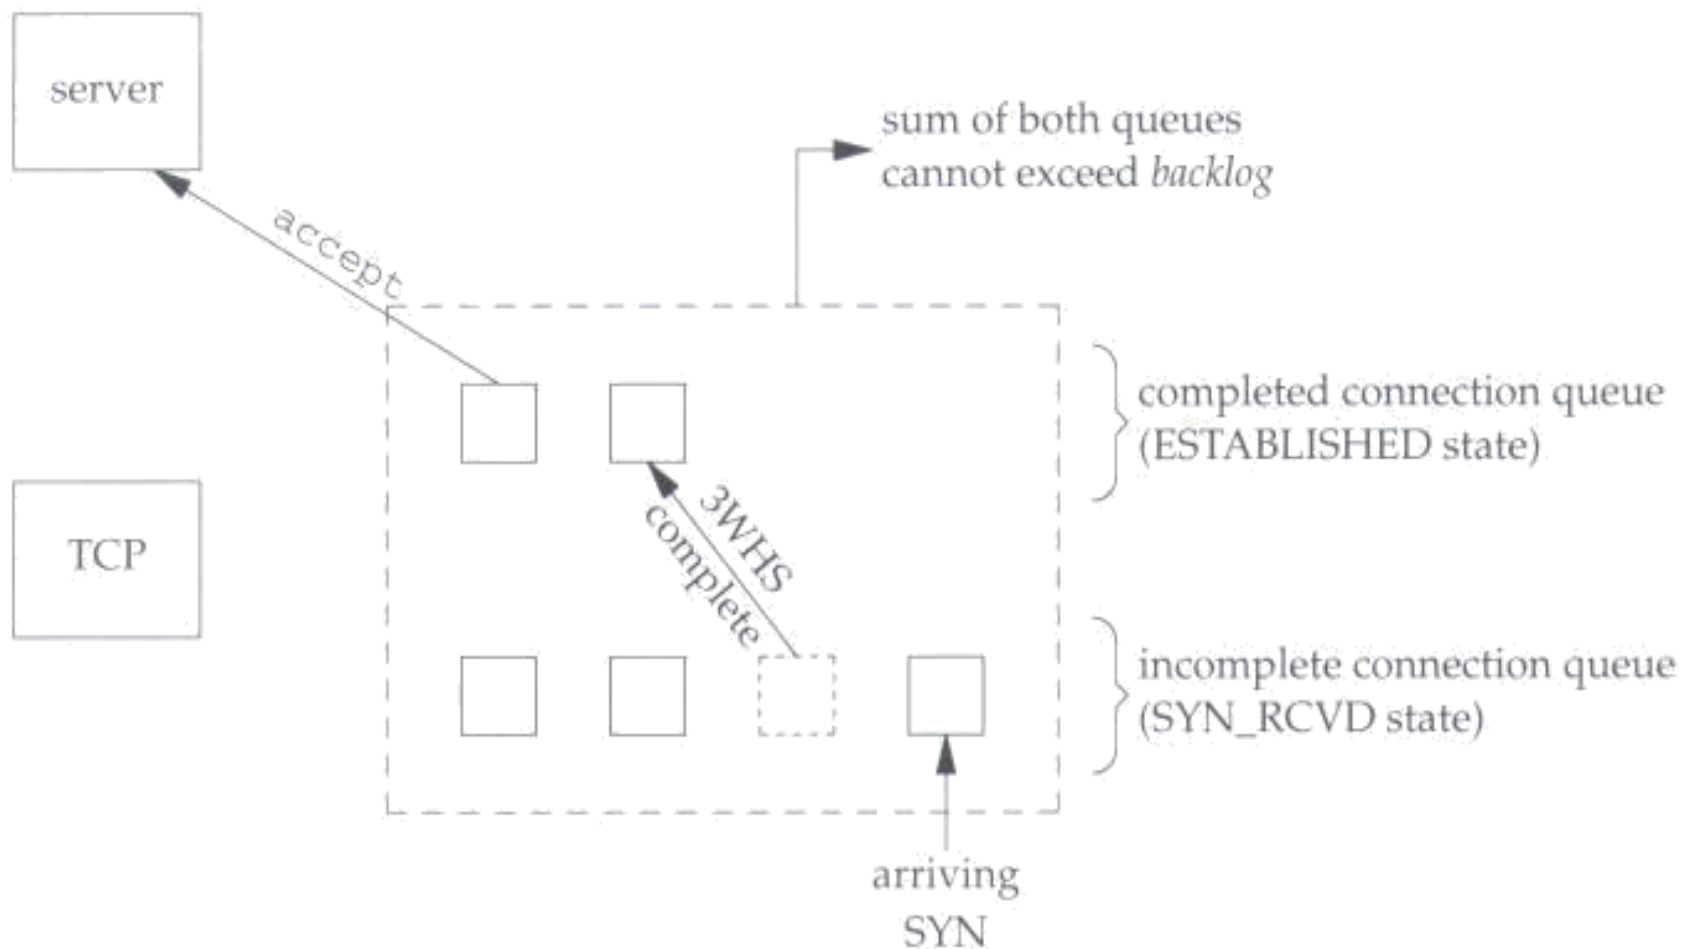 server
sum of both queues
cannot exceed backlog
accept
completed connection queue
(ESTABLISHED state)
3WHS
complete
TCP
incomplete connection queue
(SYN_RCVD state)
arriving
SYN